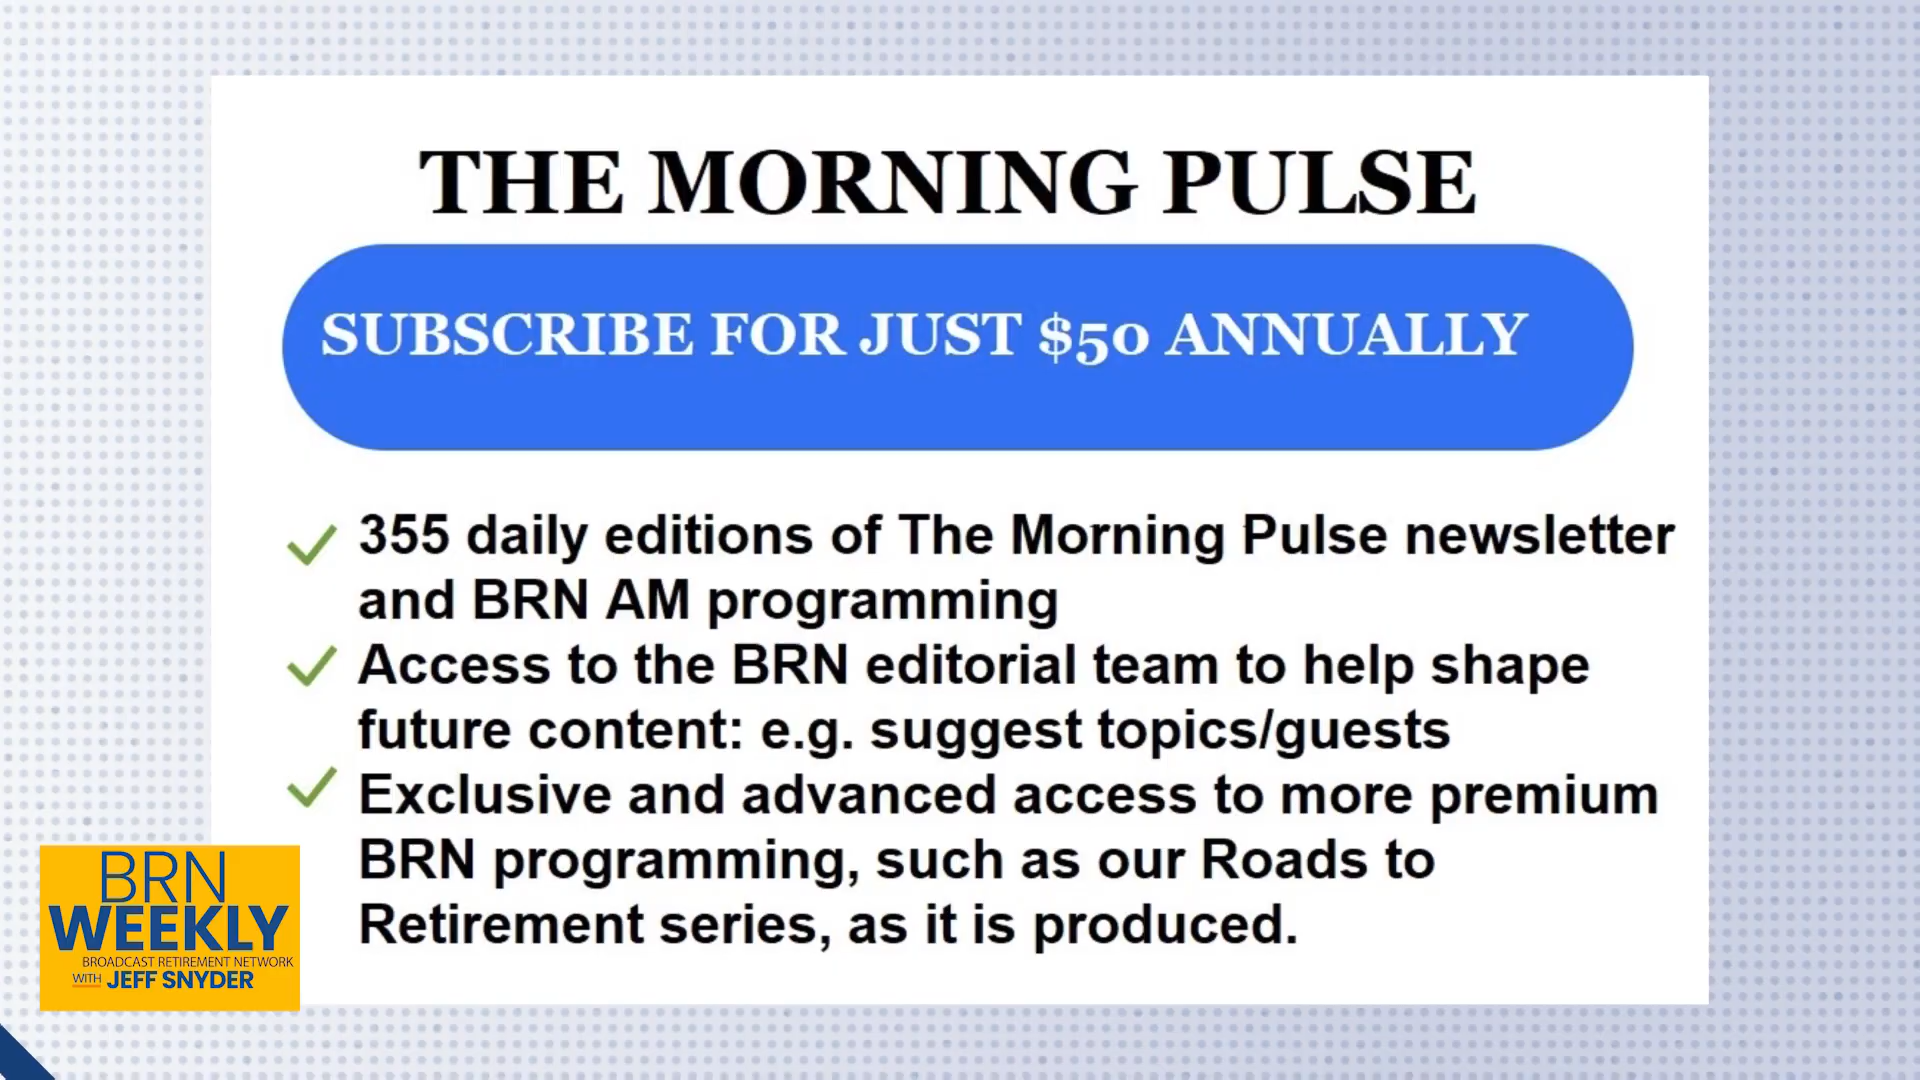 THE MORNING PULSE
SUBSCRIBE FOR JUST $50 ANNUALLY
355 daily editions of The Morning Pulse newsletter
and BRN AM programming
Access to the BRN editorial team to help shape
future content: e.g. suggest topics/guests
Exclusive and advanced access to more premium
BRN programming, such as our Roads to
Retirement series, as it is produced.
BRN
WEEKLY
BROADCAST RETIREMENT NETWORK
WITH JEFF SNYDER